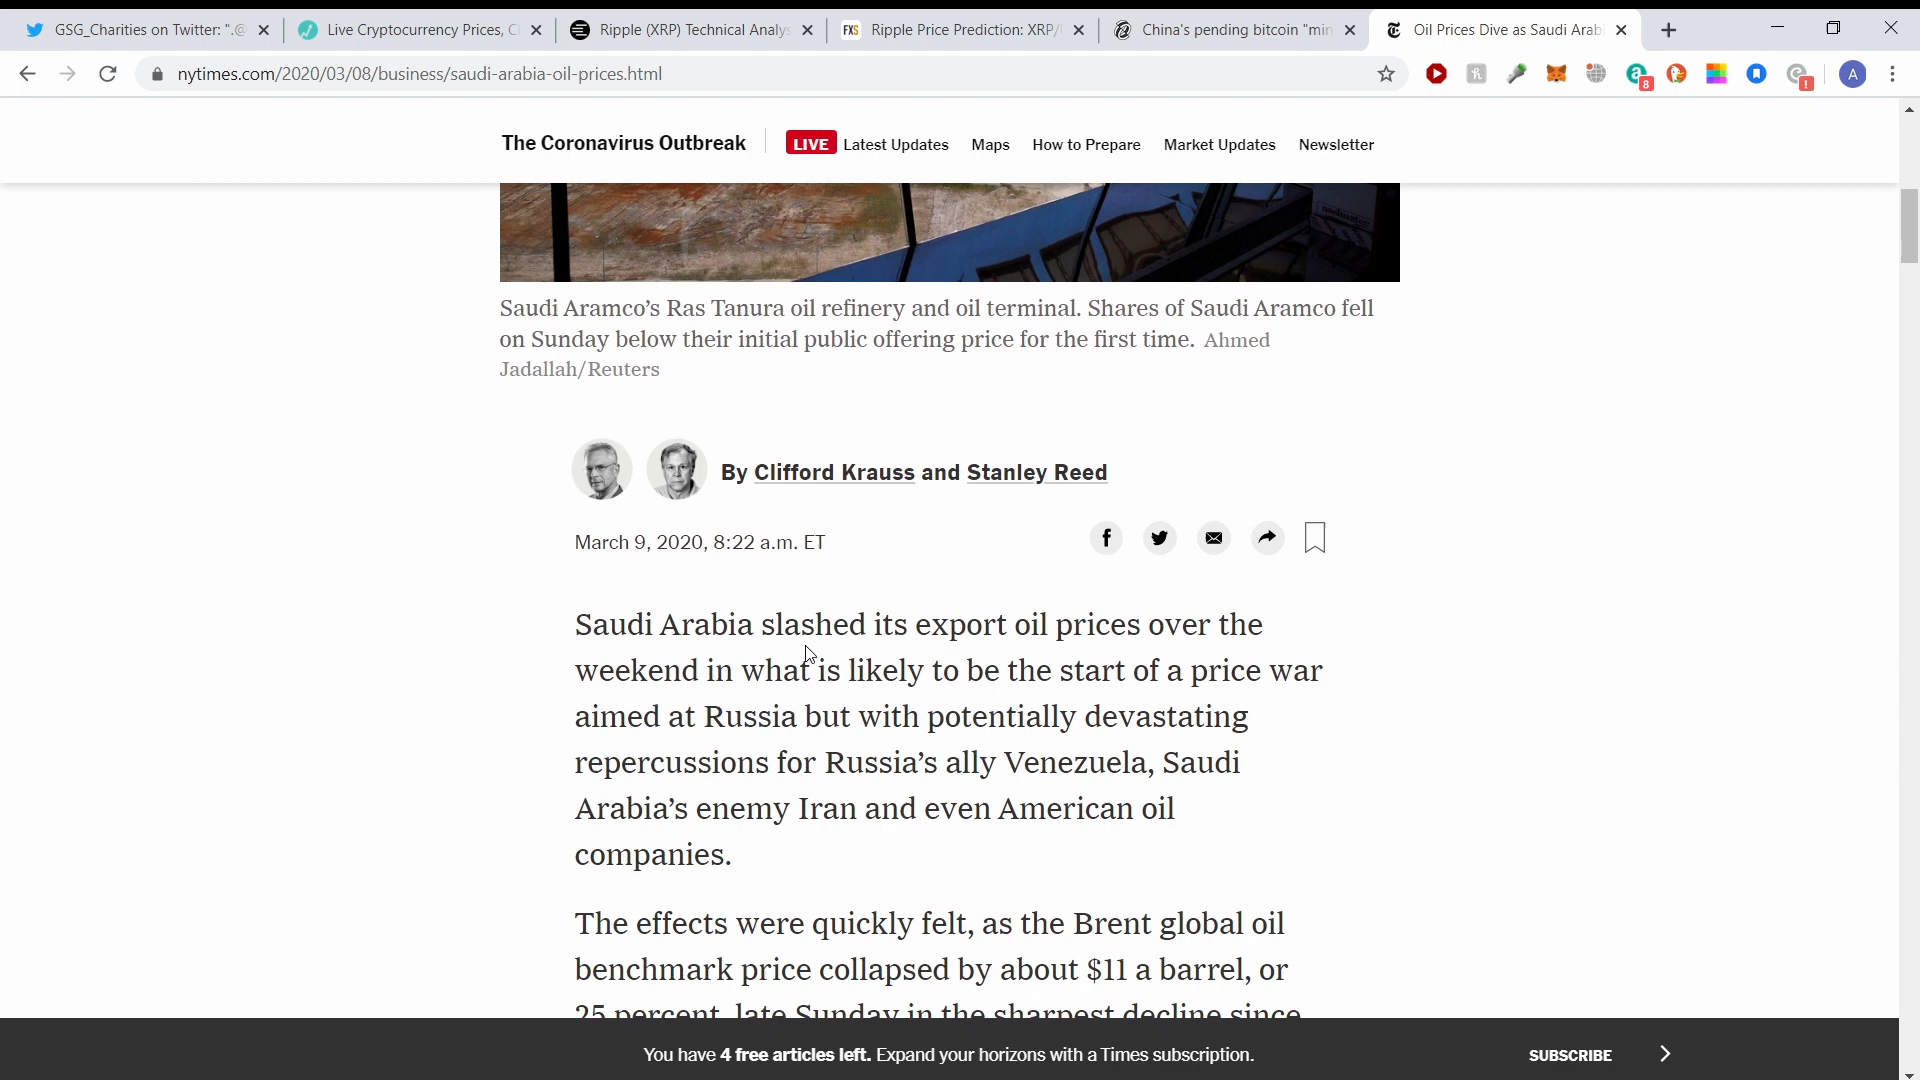 GSG_Charities on Twitter: ".@
Live Cryptocurrency Prices, C
Ripple (XRP) Technical Analys
FXS
Ripple Price Prediction: XRP/
China's pending bitcoin "min
Oil Prices Dive as Saudi Arab
nytimes.com/2020/03/08/business/saudi-arabia-oil-prices.html
8
!
A
The Coronavirus Outbreak
LIVE Latest Updates
Maps
How to Prepare
Market Updates
Newsletter
Saudi Aramco’s Ras Tanura oil refinery and oil terminal. Shares of Saudi Aramco fell
on Sunday below their initial public offering price for the first time. Ahmed
Jadallah/Reuters
By Clifford Krauss and Stanley Reed
March 9, 2020, 8:22 a.m. ET
Saudi Arabia slashed its export oil prices over the
weekend in what is likely to be the start of a price war
aimed at Russia but with potentially devastating
repercussions for Russia’s ally Venezuela, Saudi
Arabia’s enemy Iran and even American oil
companies.
The effects were quickly felt, as the Brent global oil
benchmark price collapsed by about $11 a barrel, or
25 percent, late Sunday in the sharpest decline since
You have 4 free articles left. Expand your horizons with a Times subscription.
SUBSCRIBE